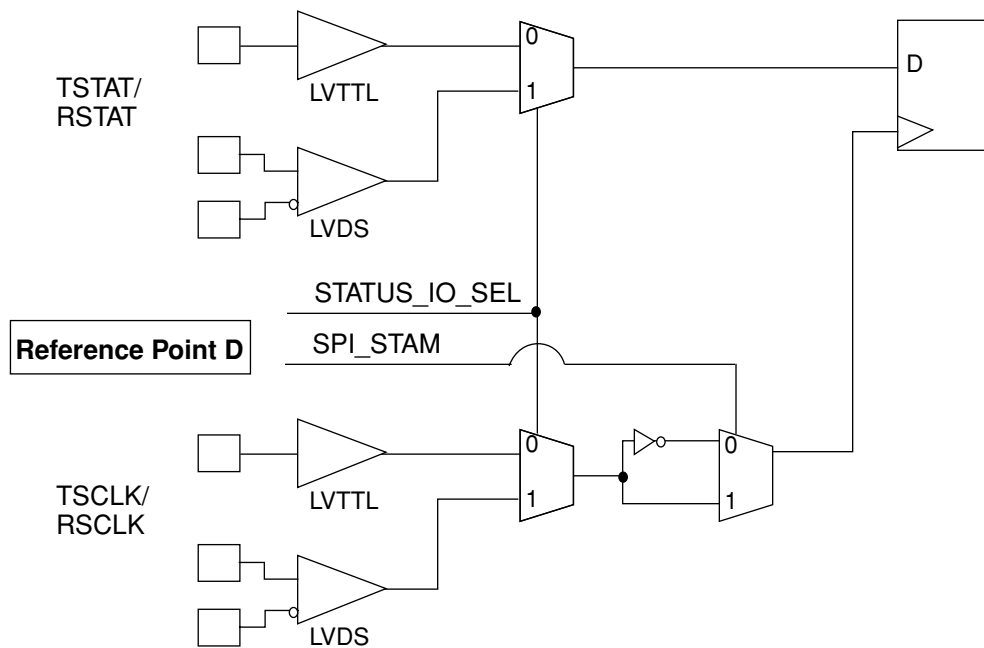 0
D
TSTAT/
RSTAT
LVTTL
1
LVDS
STATUS_IO_SEL
Reference Point D
SPI_STAM
0
0
TSCLK/
RSCLK
LVTTL
1
1
LVDS